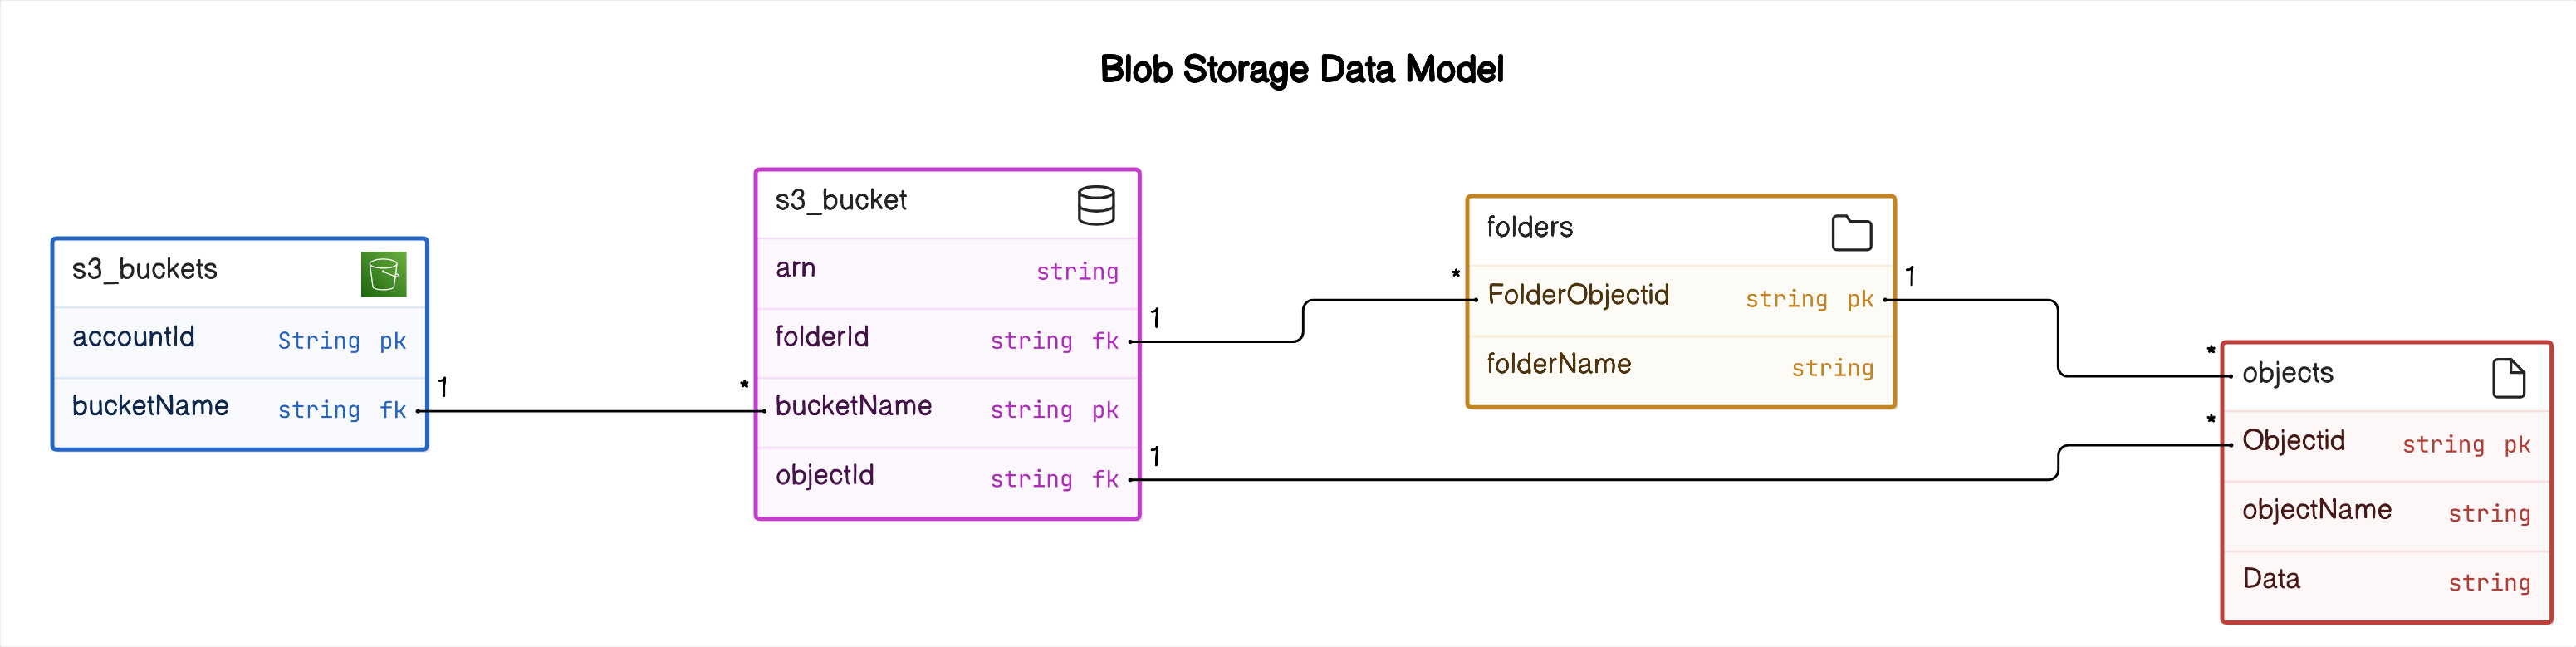 Blob Storage Data Model
s3_buckets
accountId String pk
bucketName string fk
1
*
s3_bucket
arn string
folderId string fk
bucketName string pk
objectId string fk
1
1
*
folders
FolderObjectid string pk
folderName string
1
*
*
objects
Objectid string pk
objectName string
Data string